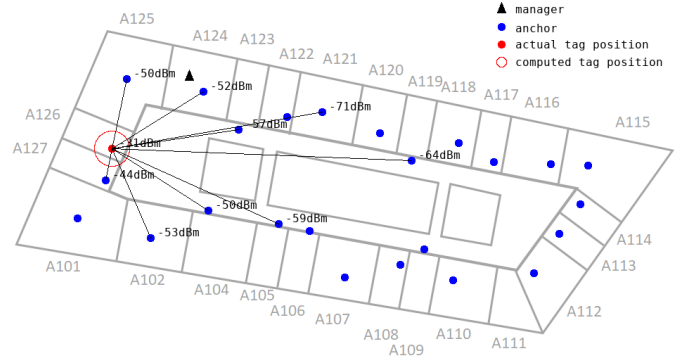 manager
anchor
actual tag position
computed tag position
A125
A124
A123
A122
A121
A120
A119
A118
A117
A116
A115
-50dBm
-52dBm
-71dBm
-57dBm
A126
A127
-44dBm
-64dBm
-50dBm
-59dBm
-53dBm
A101
A102
A104
A105
A106
A107
A108
A109
A110
A111
A112
A113
A114